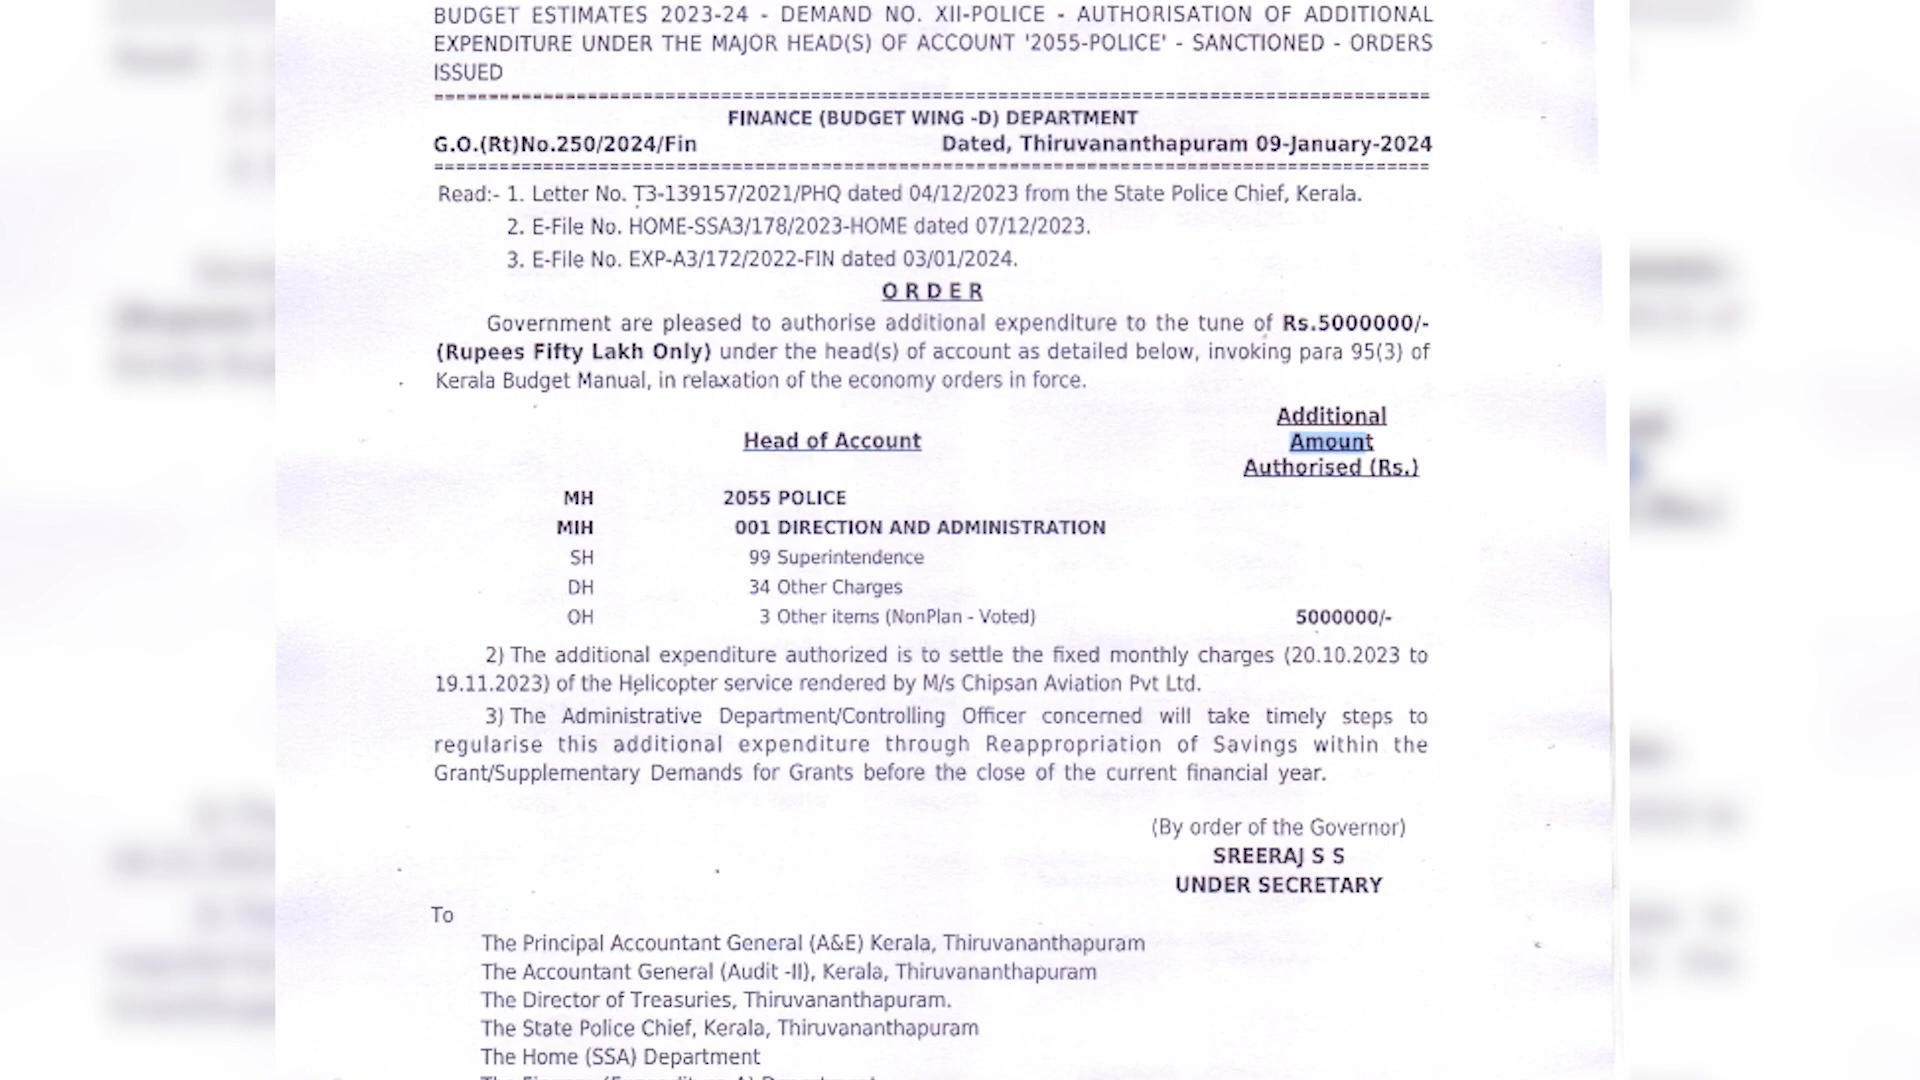 BUDGET ESTIMATES 2023-24 - DEMAND NO. XII-POLICE - AUTHORISATION OF ADDITIONAL
EXPENDITURE UNDER THE MAJOR HEAD(S) OF ACCOUNT '2055-POLICE' - SANCTIONED - ORDERS
ISSUED
FINANCE (BUDGET WING -D) DEPARTMENT
G.O.(Rt)No.250/2024/Fin Dated, Thiruvananthapuram 09-January-2024
Read:- 1. Letter No. T3-139157/2021/PHQ dated 04/12/2023 from the State Police Chief, Kerala.
2. E-File No. HOME-SSA3/178/2023-HOME dated 07/12/2023.
3. E-File No. EXP-A3/172/2022-FIN dated 03/01/2024.
O R D E R
Government are pleased to authorise additional expenditure to the tune of Rs.5000000/-
(Rupees Fifty Lakh Only) under the head(s) of account as detailed below, invoking para 95(3) of
Kerala Budget Manual, in relaxation of the economy orders in force.
Head of Account Additional
Amount
Authorised (Rs.)
MH 2055 POLICE
MIH 001 DIRECTION AND ADMINISTRATION
SH 99 Superintendence
DH 34 Other Charges
OH 3 Other items (NonPlan - Voted) 5000000/-
2) The additional expenditure authorized is to settle the fixed monthly charges (20.10.2023 to
19.11.2023) of the Helicopter service rendered by M/s Chipsan Aviation Pvt Ltd.
3) The Administrative Department/Controlling Officer concerned will take timely steps to
regularise this additional expenditure through Reappropriation of Savings within the
Grant/Supplementary Demands for Grants before the close of the current financial year.
(By order of the Governor)
SREERAJ S S
UNDER SECRETARY
To
The Principal Accountant General (A&E) Kerala, Thiruvananthapuram
The Accountant General (Audit -II), Kerala, Thiruvananthapuram
The Director of Treasuries, Thiruvananthapuram.
The State Police Chief, Kerala, Thiruvananthapuram
The Home (SSA) Department